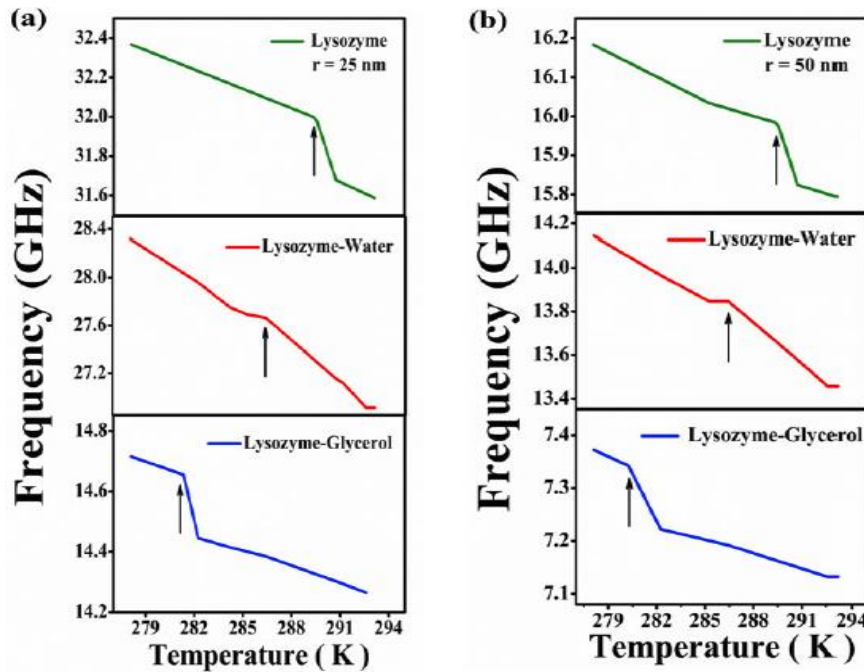 (a)
Frequency (GHz)
32.4
32.2
32.0
31.8
31.6
Lysozyme
r = 25 nm
28.4
28.0
27.6
27.2
Lysozyme-Water
14.8
14.6
14.4
14.2
Lysozyme-Glycerol
279 282 285 288 291 294
Temperature ( K )
(b)
Frequency (GHz)
16.2
16.1
16.0
15.9
15.8
Lysozyme
r = 50 nm
14.2
14.0
13.8
13.6
13.4
Lysozyme-Water
7.4
7.3
7.2
7.1
Lysozyme-Glycerol
279 282 285 288 291 294
Temperature ( K )